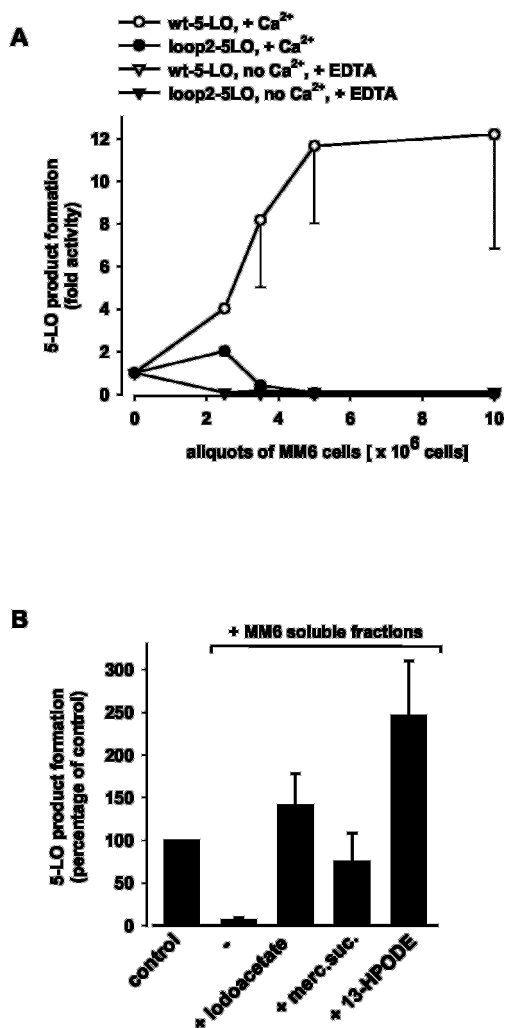 A
wt-5-LO, + Ca2+
loop2-5LO, + Ca2+
wt-5-LO, no Ca2+, + EDTA
loop2-5LO, no Ca2+, + EDTA
5-LO product formation
(fold activity)
12
10
8
6
4
2
0
0 2 4 6 8 10
aliquots of MM6 cells [ x 10^6 cells]
B
+ MM6 soluble fractions
5-LO product formation
(percentage of control)
300
250
200
150
100
50
0
control
-
+ Iodoacetate
+ merc.suc.
+ 13-HPODE